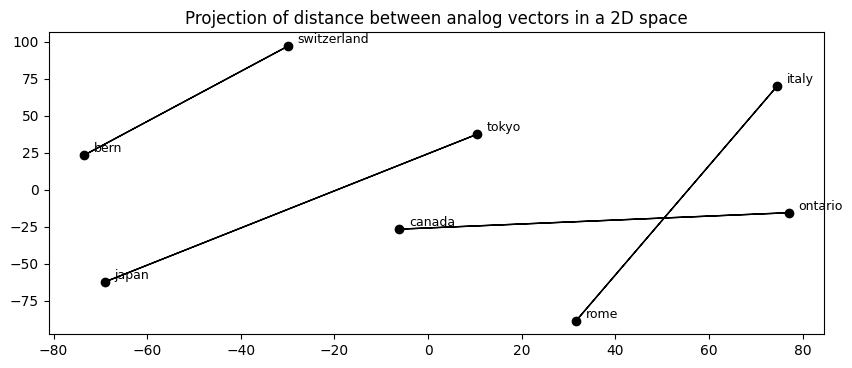 Projection of distance between analog vectors in a 2D space
100
75
50
25
0
−25
−50
−75
switzerland
italy
tokyo
bern
ontario
canada
japan
rome
−80
−60
−40
−20
0
20
40
60
80